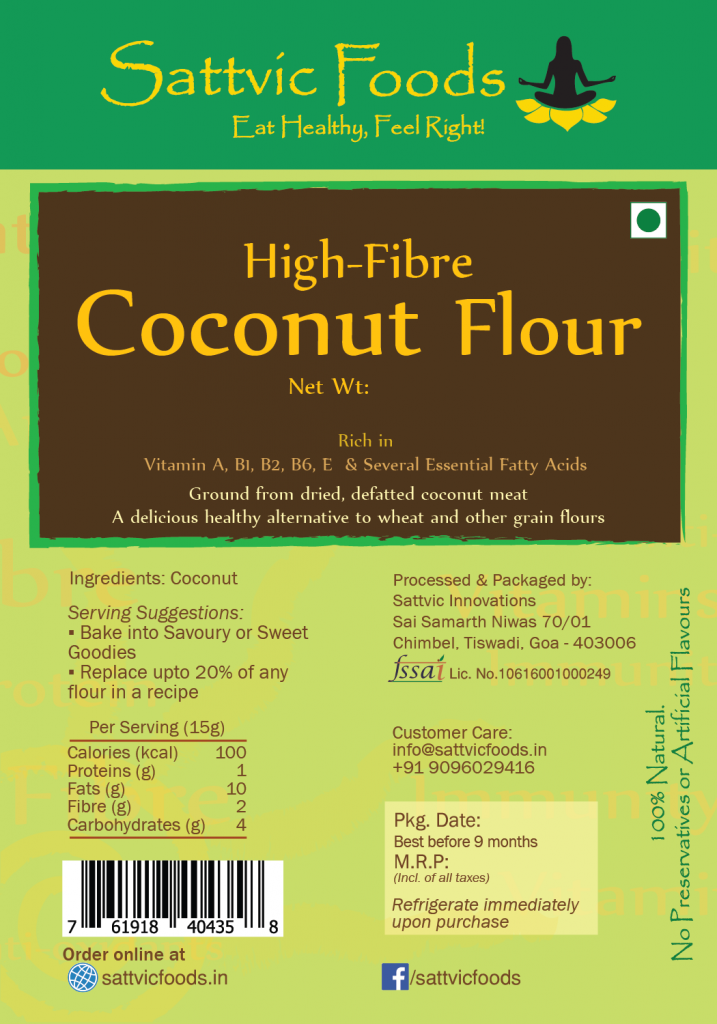 Sattvic Foods
Eat Healthy, Feel Right!
High-Fibre
Coconut Flour
Net Wt:
Rich in
Vitamin A, B1, B2, B6, E & Several Essential Fatty Acids
Ground from dried, defatted coconut meat
A delicious healthy alternative to wheat and other grain flours
Ingredients: Coconut
Serving Suggestions:
▪ Bake into Savoury or Sweet
Goodies
▪ Replace upto 20% of any
flour in a recipe
Per Serving (15g)
Calories (kcal) 100
Proteins (g) 1
Fats (g) 10
Fibre (g) 2
Carbohydrates (g) 4
7 61918 40435 8
Order online at
sattvicfoods.in
Processed & Packaged by:
Sattvic Innovations
Sai Samarth Niwas 70/01
Chimbel, Tiswadi, Goa - 403006
fssai Lic. No.10616001000249
Customer Care:
info@sattvicfoods.in
+91 9096029416
Pkg. Date:
Best before 9 months
M.R.P:
(Incl. of all taxes)
Refrigerate immediately
upon purchase
f/sattvicfoods
100% Natural.
No Preservatives or Artificial Flavours